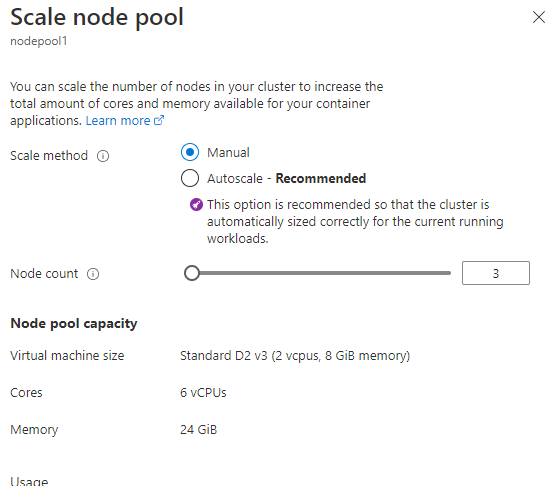 Scale node pool
nodepool1
You can scale the number of nodes in your cluster to increase the
total amount of cores and memory available for your container
applications. Learn more
Scale method
Manual
Autoscale - Recommended
This option is recommended so that the cluster is
automatically sized correctly for the current running
workloads.
Node count
3
Node pool capacity
Virtual machine size Standard D2 v3 (2 vcpus, 8 GiB memory)
Cores 6 vCPUs
Memory 24 GiB
Usage